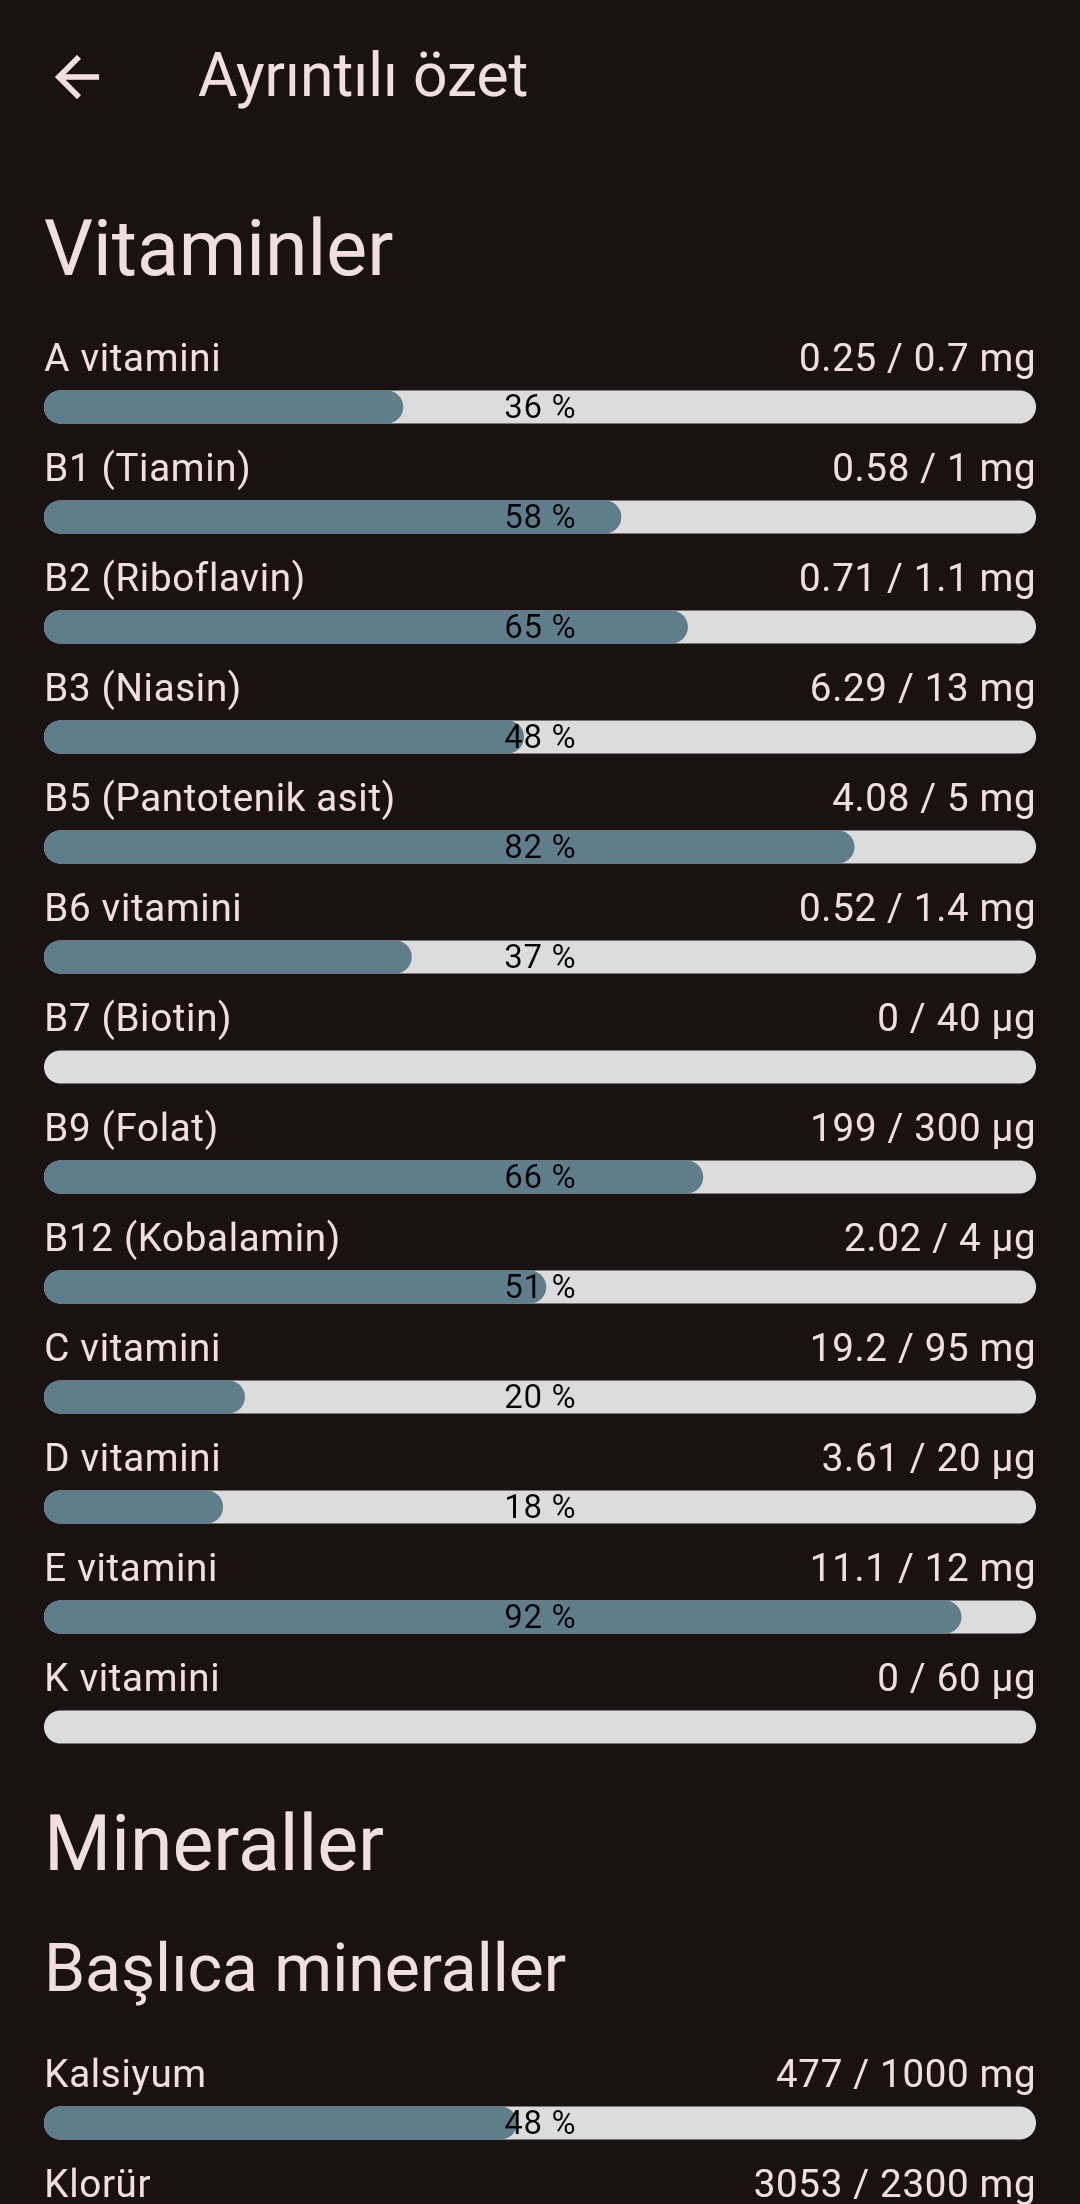 Ayrıntılı özet
Vitaminler
A vitamini 0.25 / 0.7 mg
36 %
B1 (Tiamin) 0.58 / 1 mg
58 %
B2 (Riboflavin) 0.71 / 1.1 mg
65 %
B3 (Niasin) 6.29 / 13 mg
48 %
B5 (Pantotenik asit) 4.08 / 5 mg
82 %
B6 vitamini 0.52 / 1.4 mg
37 %
B7 (Biotin) 0 / 40 µg
B9 (Folat) 199 / 300 µg
66 %
B12 (Kobalamin) 2.02 / 4 µg
51 %
C vitamini 19.2 / 95 mg
20 %
D vitamini 3.61 / 20 µg
18 %
E vitamini 11.1 / 12 mg
92 %
K vitamini 0 / 60 µg
Mineraller
Başlıca mineraller
Kalsiyum 477 / 1000 mg
48 %
Klorür 3053 / 2300 mg